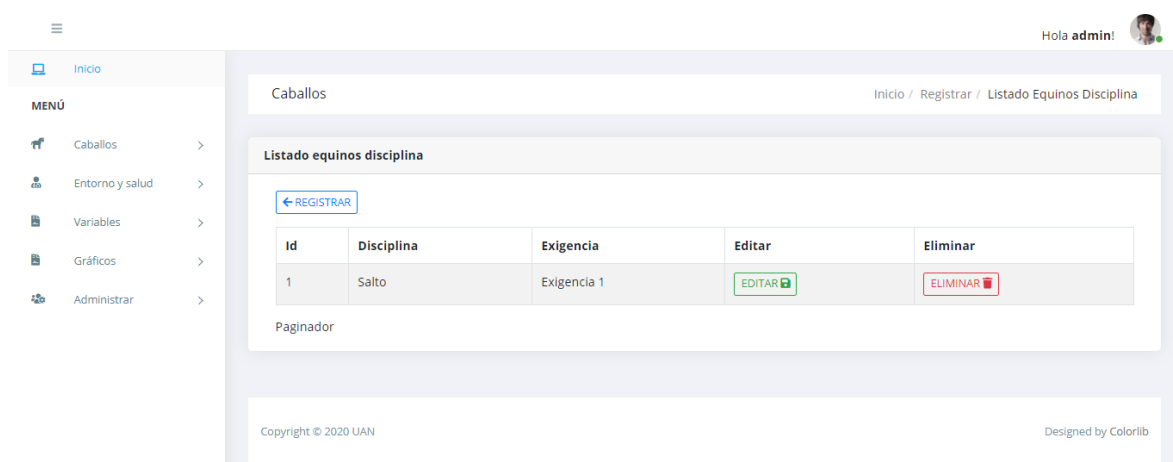 Hola admin!
Inicio
MENÚ
Caballos
Entorno y salud
Variables
Gráficos
Administrar
Caballos
Inicio / Registrar / Listado Equinos Disciplina
Listado equinos disciplina
REGISTRAR
Id Disciplina Exigencia Editar Eliminar
1 Salto Exigencia 1 EDITAR ELIMINAR
Paginador
Copyright © 2020 UAN Designed by Colorlib